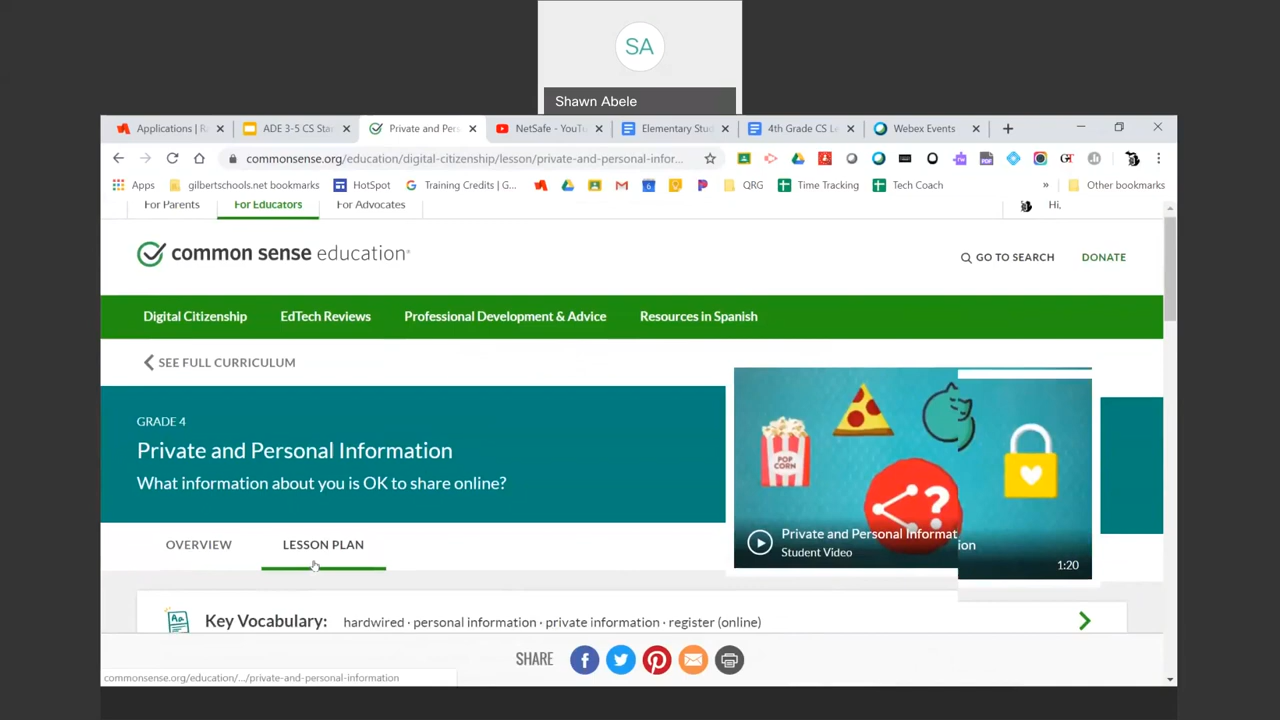 SA
Shawn Abele
Applications | R
ADE 3-5 CS Sta
Private and Pers
NetSafe - YouTu
Elementary Stud
4th Grade CS Le
Webex Events
commonsense.org/education/digital-citizenship/lesson/private-and-personal-infor...
Apps
gilbertschools.net bookmarks
HotSpot
Training Credits | G...
QRG
Time Tracking
Tech Coach
»
Other bookmarks
For Parents
For Educators
For Advocates
Hi,
common sense education®
GO TO SEARCH
DONATE
Digital Citizenship
EdTech Reviews
Professional Development & Advice
Resources in Spanish
SEE FULL CURRICULUM
GRADE 4
Private and Personal Information
What information about you is OK to share online?
POP
CORN
?
Private and Personal Informat
ion
Student Video
1:20
OVERVIEW
LESSON PLAN
Aa
Key Vocabulary: hardwired · personal information · private information · register (online)
SHARE
commonsense.org/education/.../private-and-personal-information